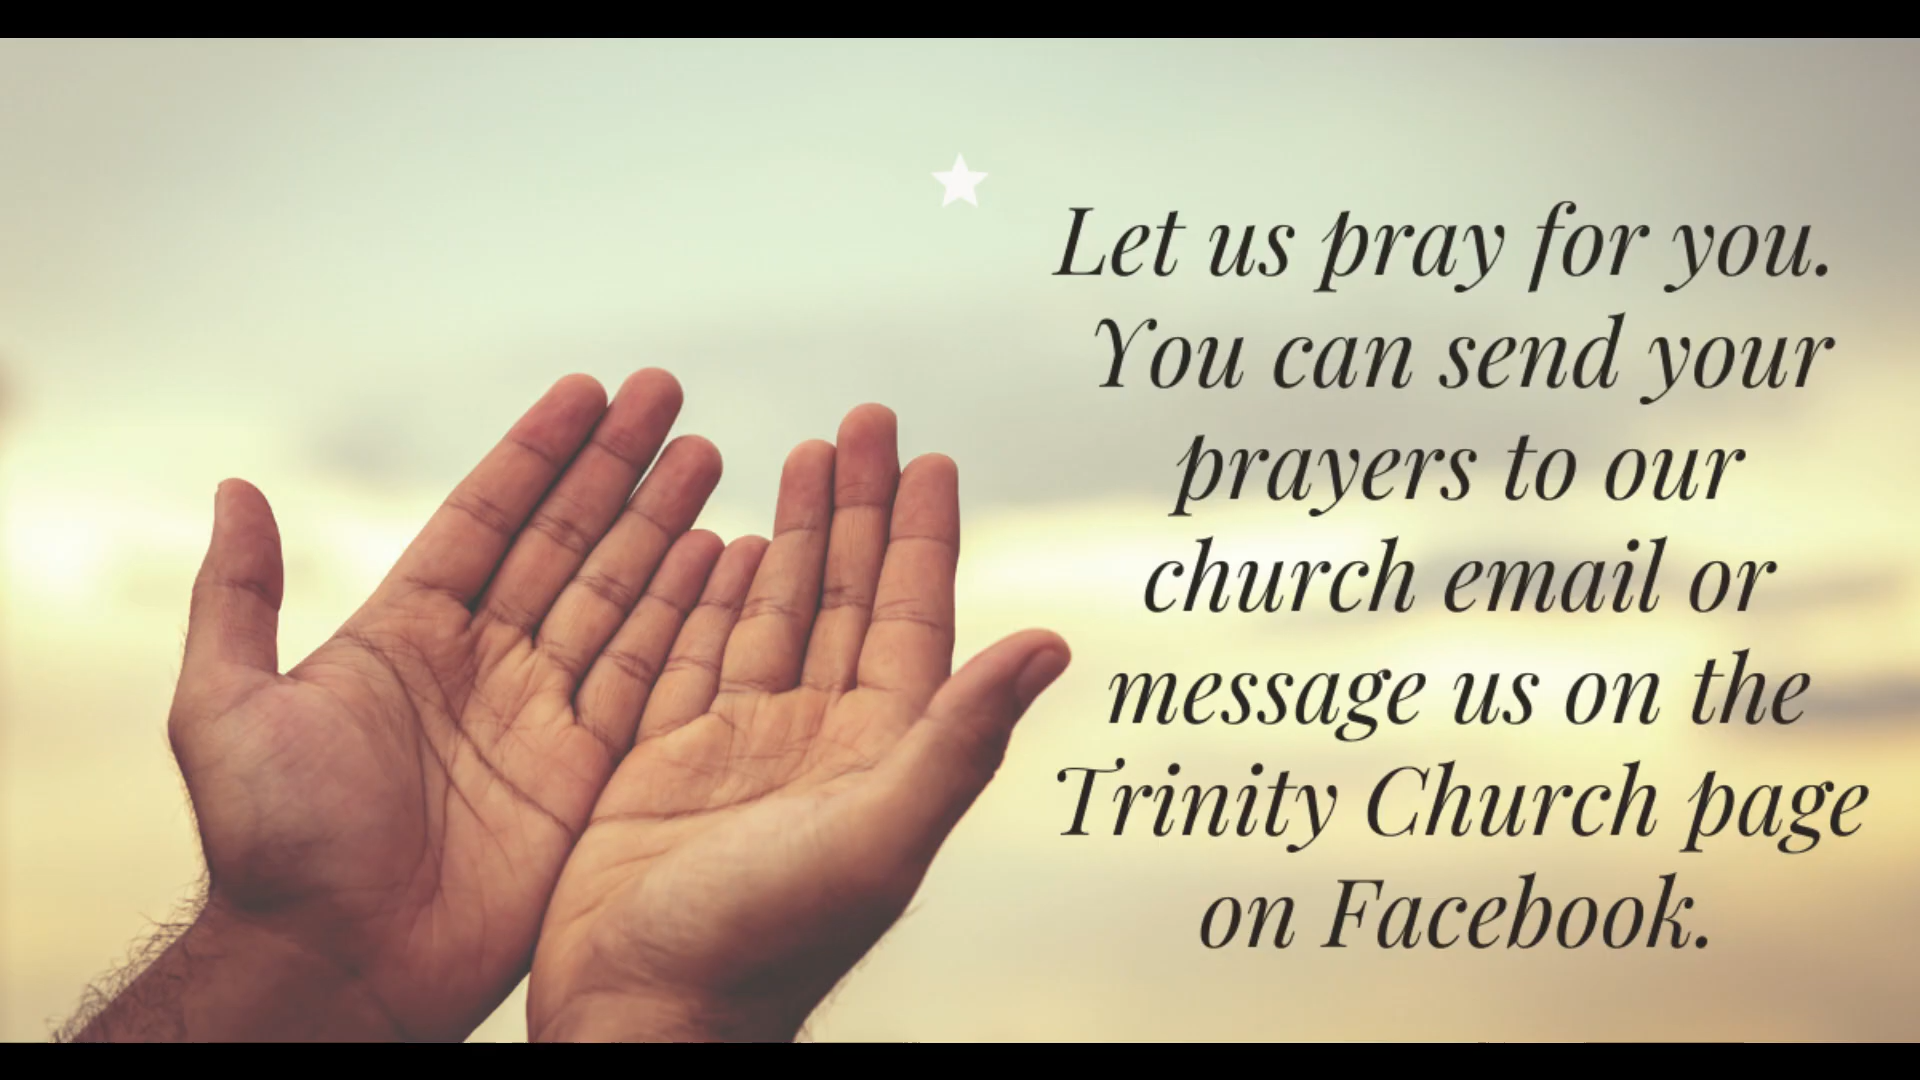 Let us pray for you.
You can send your
prayers to our
church email or
message us on the
Trinity Church page
on Facebook.